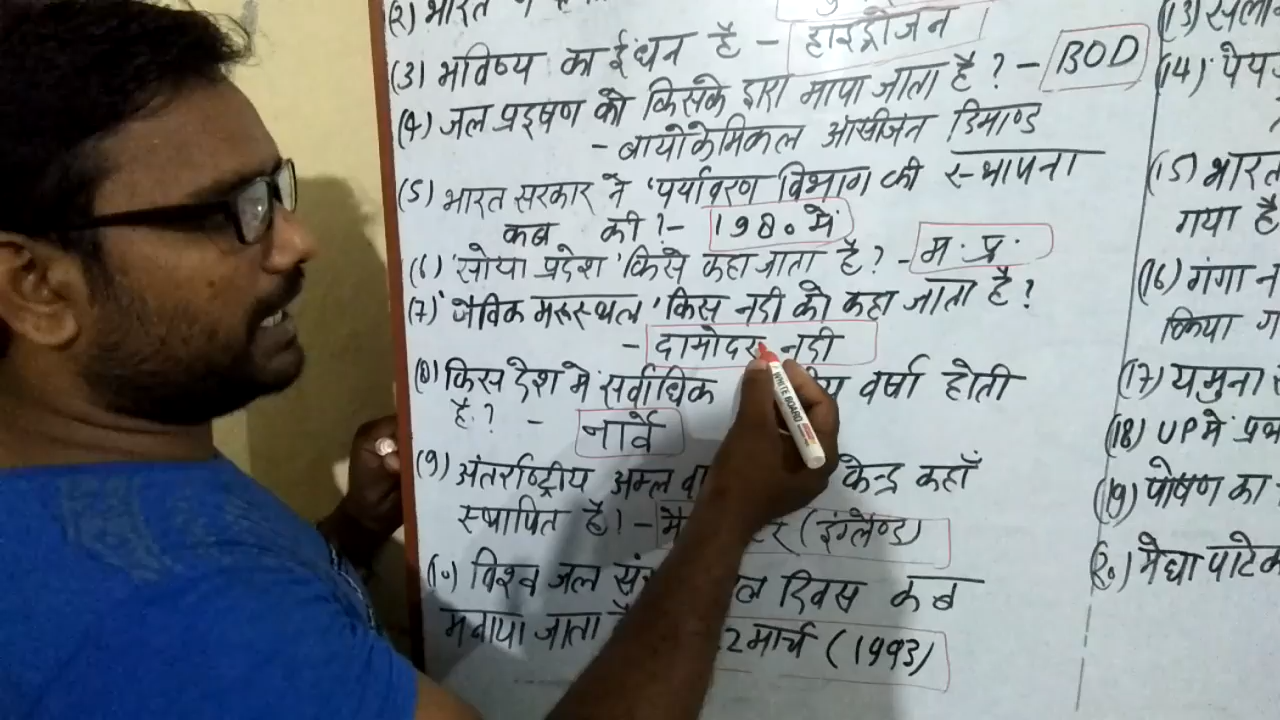 (2) भारत
(3) भविष्य का ईंधन है - हाइड्रोजन
(4) जल प्रदूषण को किसके द्वारा मापा जाता है? - BOD
- बायोकेमिकल ऑक्सीजन डिमाण्ड
(5) भारत सरकार ने 'पर्यावरण विभाग की स्थापना
कब की? - 1980 में
(6) 'सोया प्रदेश' किसे कहा जाता है? - म. प्र.
(7) 'जैविक मरूस्थल' किस नदी को कहा जाता है?
- दामोदर नदी
(8) किस देश में सर्वाधिक वर्षा होती
है? - नार्वे
(9) अंतर्राष्ट्रीय अम्ल केन्द्र कहाँ
स्थापित है? - (इंग्लैण्ड)
(10) विश्व जल दिवस कब
मनाया जाता 2 मार्च (1993)
(13)
(14) पेय
(15) भारत
गया है
(16) गंगा
किया
(17) यमुना
(18) UP में
(19) पोषण का
(20) मेधा पाटेक
WHITE BOARD